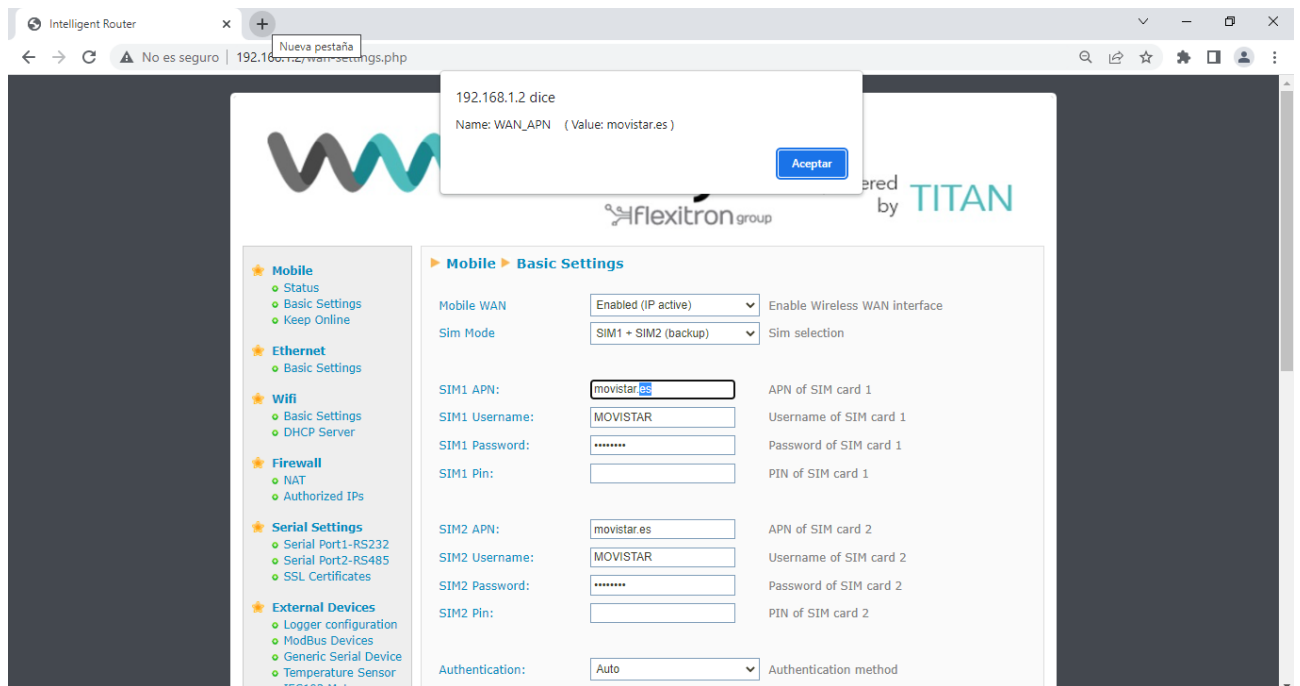 Intelligent Router
Nueva pestaña
No es seguro 192.168.1.2/wan-settings.php
192.168.1.2 dice
Name: WAN_APN ( Value: movistar.es )
Aceptar
by TITAN
flexitron group
Mobile
Status
Basic Settings
Keep Online
Ethernet
Basic Settings
Wifi
Basic Settings
DHCP Server
Firewall
NAT
Authorized IPs
Serial Settings
Serial Port1-RS232
Serial Port2-RS485
SSL Certificates
External Devices
Logger configuration
ModBus Devices
Generic Serial Device
Temperature Sensor
Mobile Basic Settings
Mobile WAN Enabled (IP active) Enable Wireless WAN interface
Sim Mode SIM1 + SIM2 (backup) Sim selection
SIM1 APN: movistar.es APN of SIM card 1
SIM1 Username: MOVISTAR Username of SIM card 1
SIM1 Password: •••••••• Password of SIM card 1
SIM1 Pin: PIN of SIM card 1
SIM2 APN: movistar.es APN of SIM card 2
SIM2 Username: MOVISTAR Username of SIM card 2
SIM2 Password: •••••••• Password of SIM card 2
SIM2 Pin: PIN of SIM card 2
Authentication: Auto Authentication method